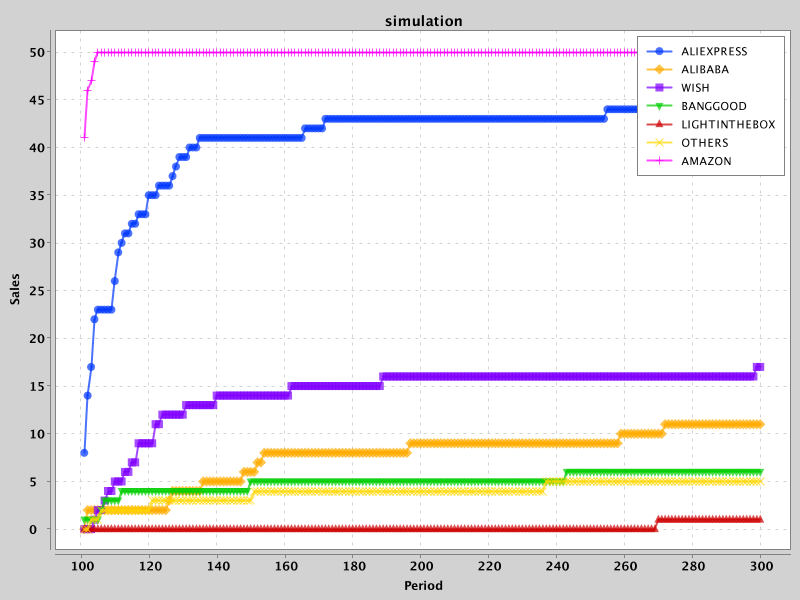 simulation
50
45
40
35
30
25
20
15
10
5
0
Sales
ALIEXPRESS
ALIBABA
WISH
BANGGOOD
LIGHTINTHEBOX
OTHERS
AMAZON
100 120 140 160 180 200 220 240 260 280 300
Period